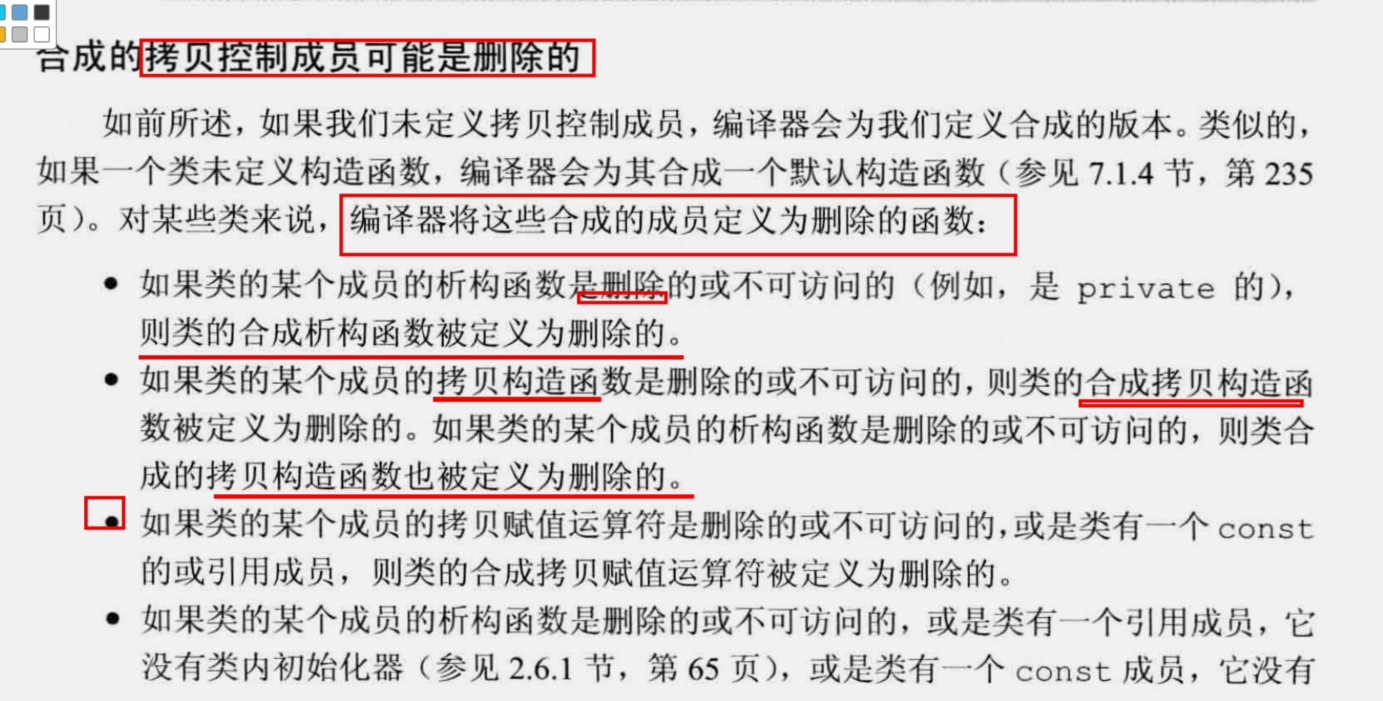 合成的拷贝控制成员可能是删除的
如前所述，如果我们未定义拷贝控制成员，编译器会为我们定义合成的版本。类似的，
如果一个类未定义构造函数，编译器会为其合成一个默认构造函数（参见 7.1.4 节，第 235
页）。对某些类来说，编译器将这些合成的成员定义为删除的函数：
● 如果类的某个成员的析构函数是删除的或不可访问的（例如，是 private 的），
则类的合成析构函数被定义为删除的。
● 如果类的某个成员的拷贝构造函数是删除的或不可访问的，则类的合成拷贝构造函
数被定义为删除的。如果类的某个成员的析构函数是删除的或不可访问的，则类合
成的拷贝构造函数也被定义为删除的。
● 如果类的某个成员的拷贝赋值运算符是删除的或不可访问的，或是类有一个 const
的或引用成员，则类的合成拷贝赋值运算符被定义为删除的。
● 如果类的某个成员的析构函数是删除的或不可访问的，或是类有一个引用成员，它
没有类内初始化器（参见 2.6.1 节，第 65 页），或是类有一个 const 成员，它没有